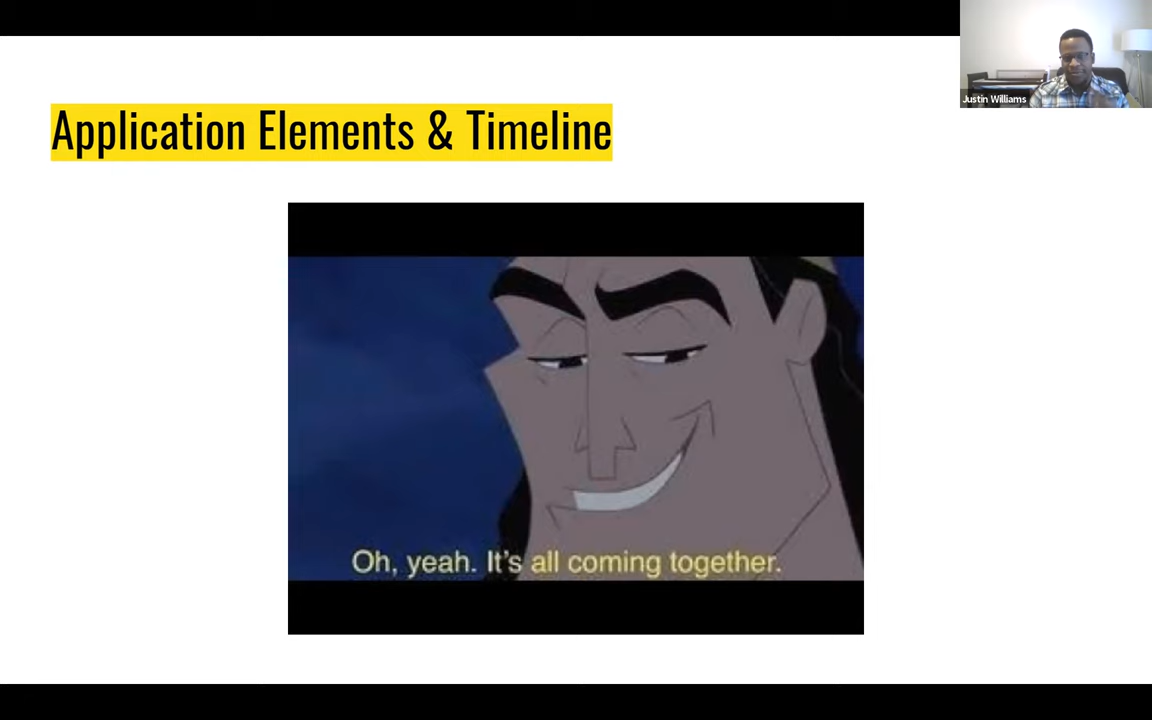 Justin Williams
Application Elements & Timeline
Oh, yeah. It's all coming together.